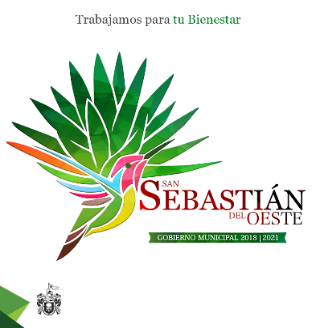 Trabajamos para tu Bienestar
SAN
SEBASTIÁN
DEL OESTE
GOBIERNO MUNICIPAL 2018 | 2021